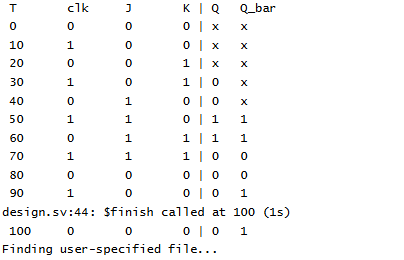 T clk J K | Q Q_bar
0 0 0 0 | x x
10 1 0 0 | x x
20 0 0 1 | x x
30 1 0 1 | 0 x
40 0 1 0 | 0 x
50 1 1 0 | 1 1
60 0 1 1 | 1 1
70 1 1 1 | 0 0
80 0 0 0 | 0 0
90 1 0 0 | 0 1
design.sv:44: $finish called at 100 (1s)
100 0 0 0 | 0 1
Finding user-specified file...